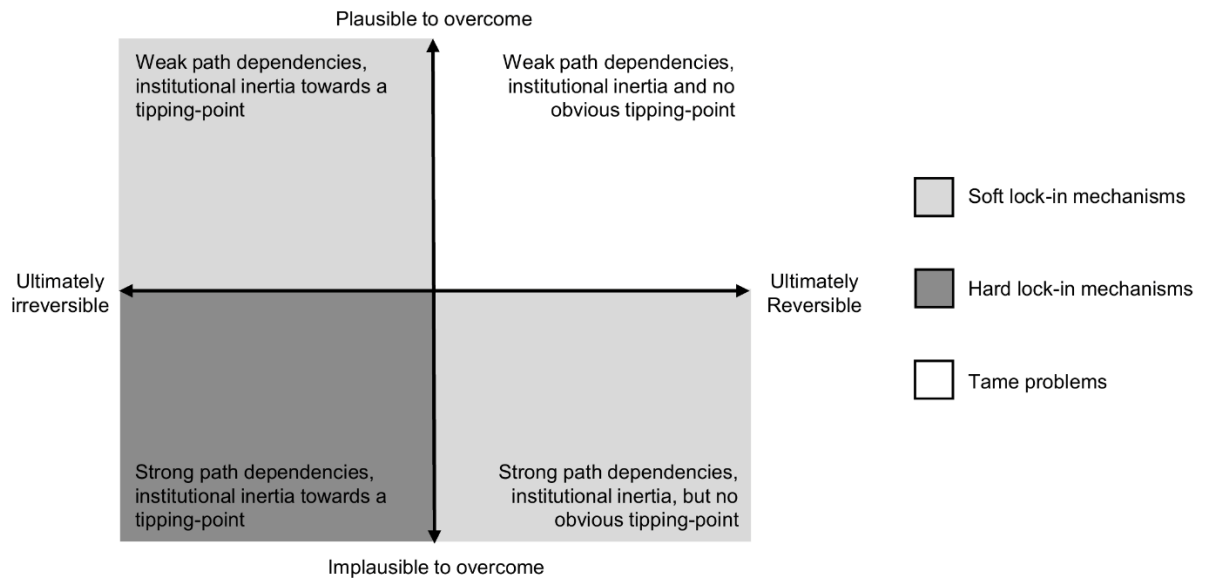 Plausible to overcome
Weak path dependencies,
institutional inertia towards a
tipping-point
Weak path dependencies,
institutional inertia and no
obvious tipping-point
Soft lock-in mechanisms
Ultimately
irreversible
Ultimately
Reversible
Hard lock-in mechanisms
Tame problems
Strong path dependencies,
institutional inertia towards a
tipping-point
Strong path dependencies,
institutional inertia, but no
obvious tipping-point
Implausible to overcome